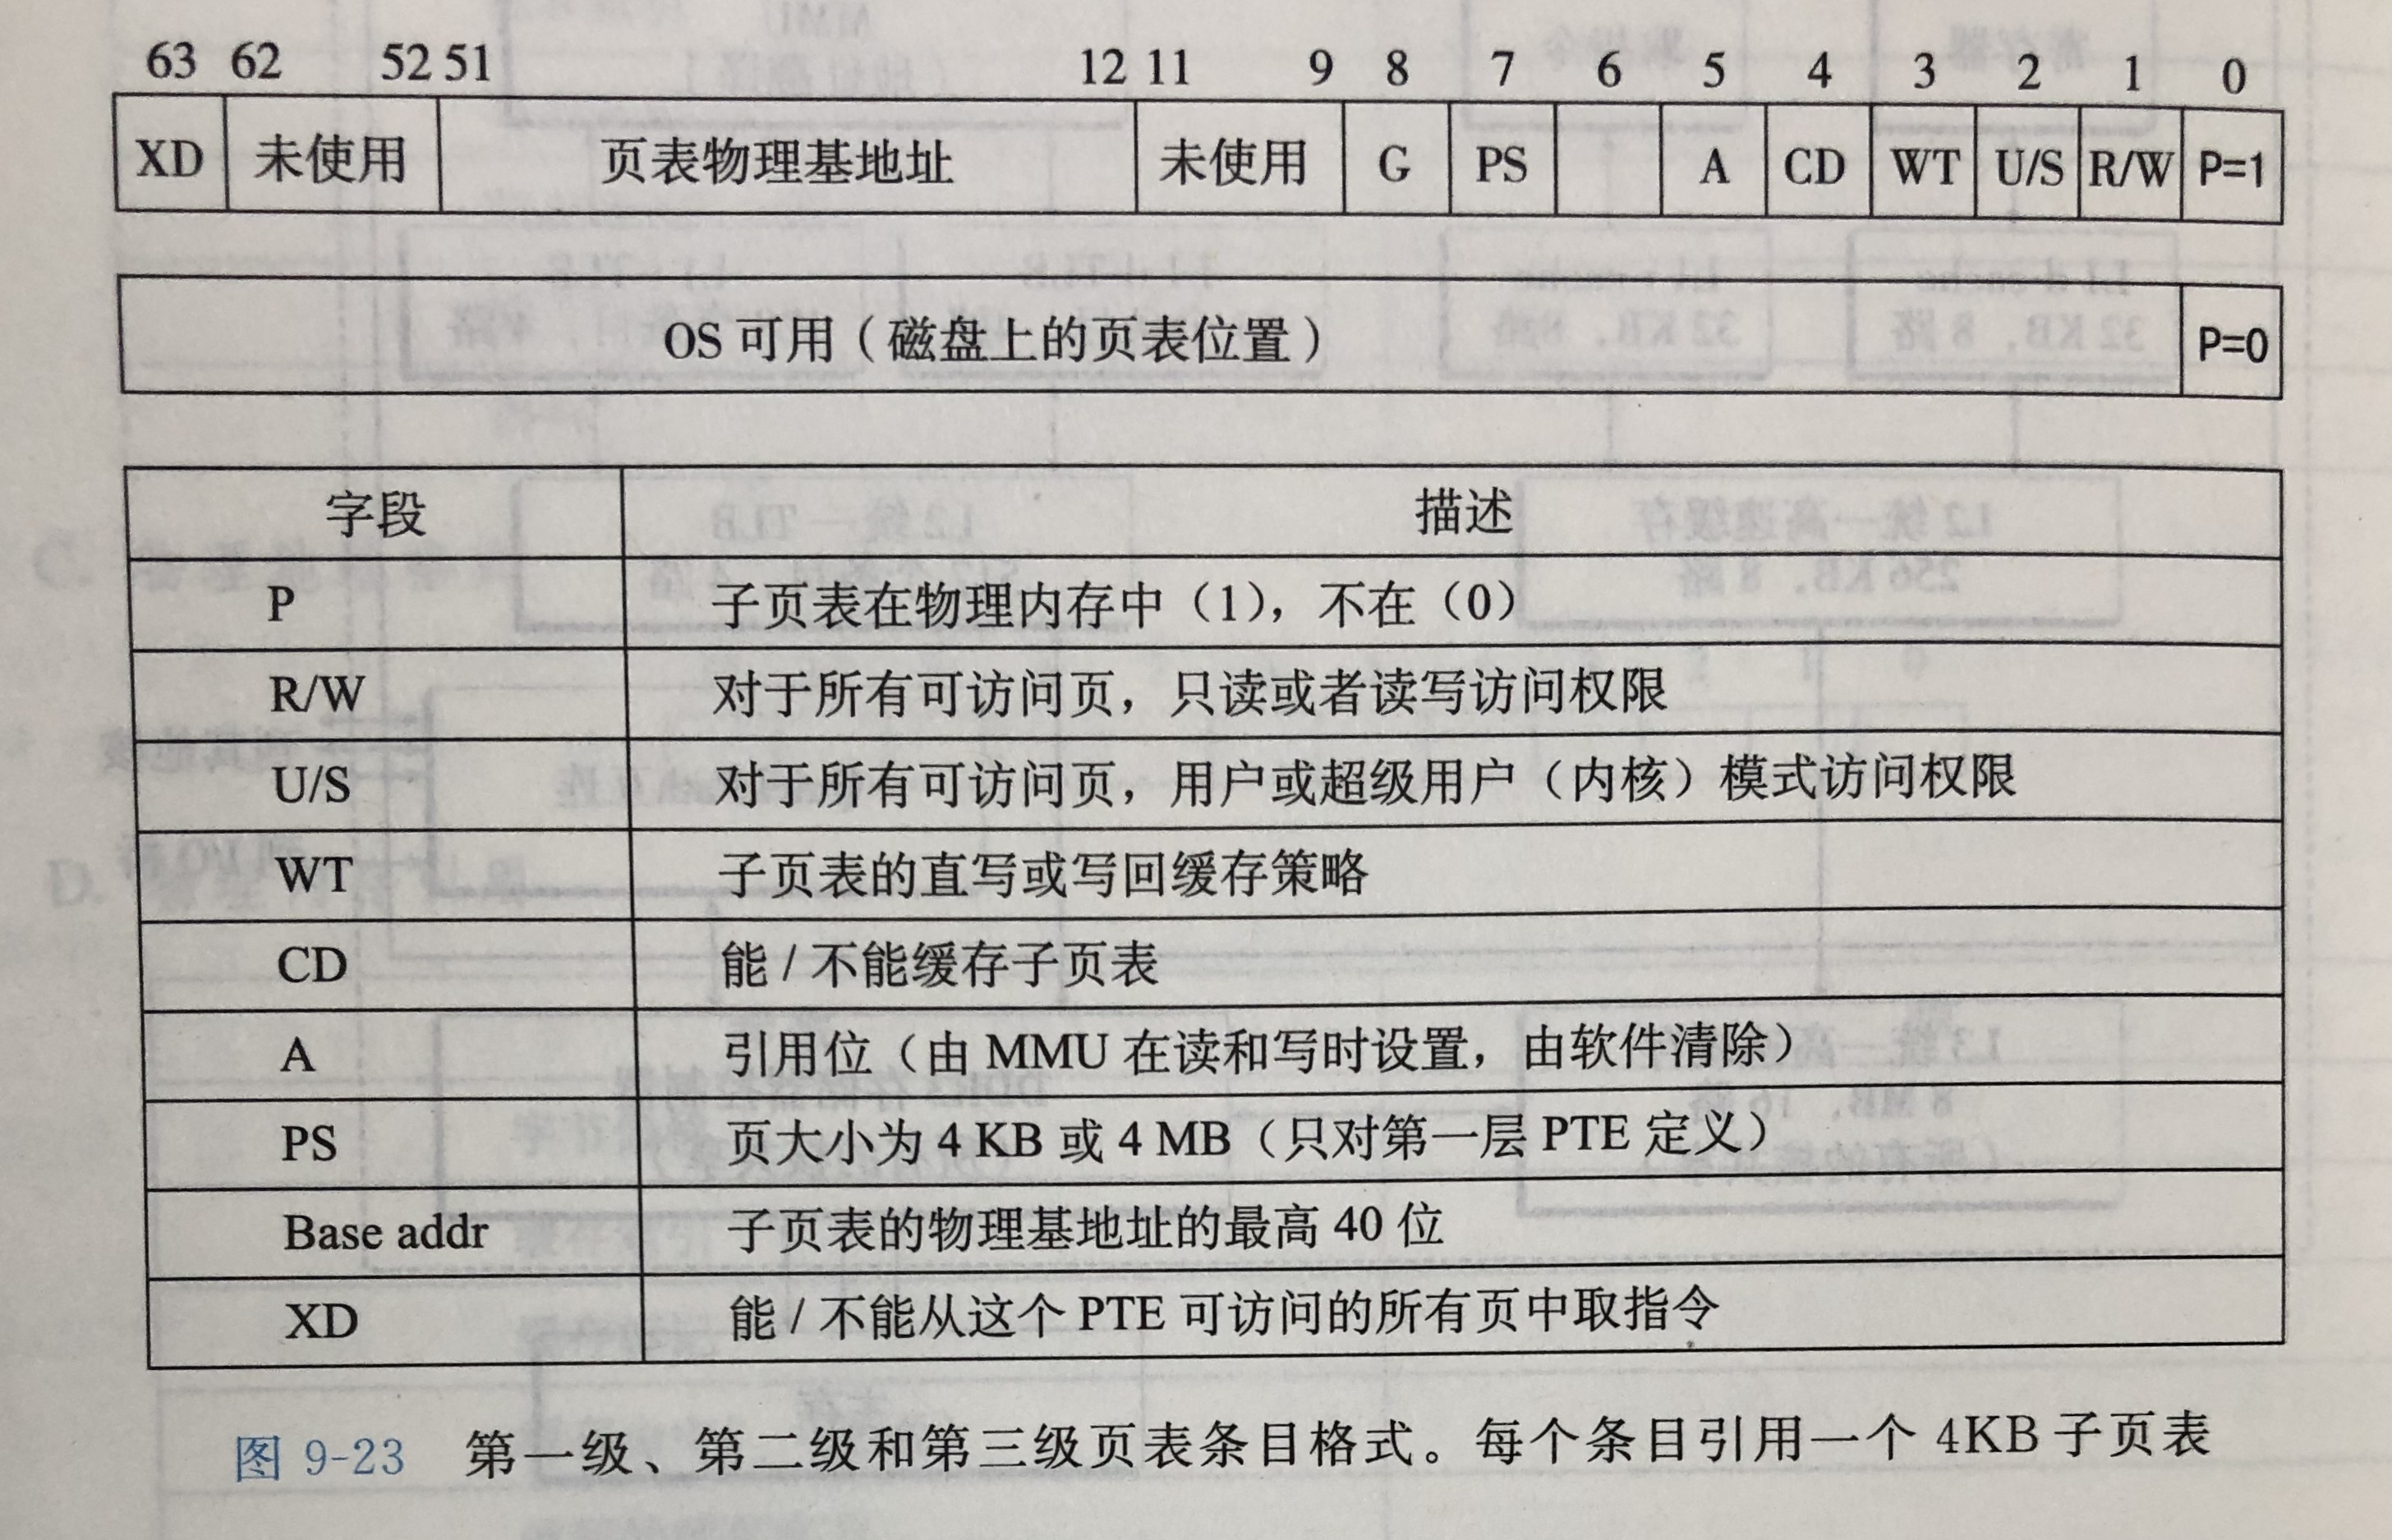 63 62 52 51 12 11 9 8 7 6 5 4 3 2 1 0
XD 未使用 页表物理基地址 未使用 G PS A CD WT U/S R/W P=1
OS 可用（磁盘上的页表位置） P=0
字段 描述
P 子页表在物理内存中（1），不在（0）
R/W 对于所有可访问页，只读或者读写访问权限
U/S 对于所有可访问页，用户或超级用户（内核）模式访问权限
WT 子页表的直写或写回缓存策略
CD 能 / 不能缓存子页表
A 引用位（由 MMU 在读和写时设置，由软件清除）
PS 页大小为 4 KB 或 4 MB（只对第一层 PTE 定义）
Base addr 子页表的物理基地址的最高 40 位
XD 能 / 不能从这个 PTE 可访问的所有页中取指令
图 9-23 第一级、第二级和第三级页表条目格式。每个条目引用一个 4KB 子页表